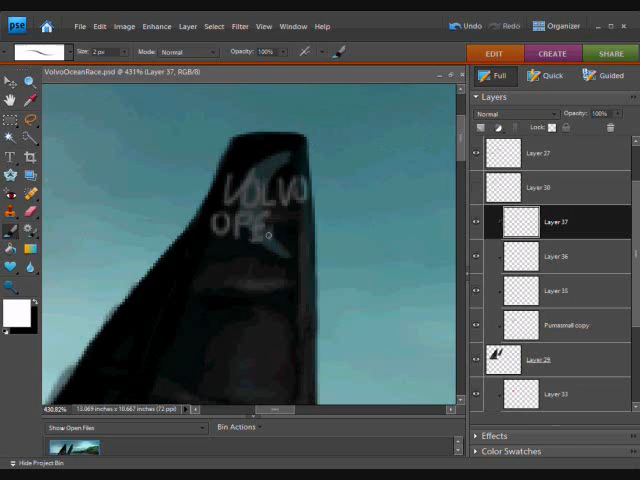 pse
File
Edit
Image
Enhance
Layer
Select
Filter
View
Window
Help
Undo
Redo
Organizer
Size: 2 px
Mode: Normal
Opacity: 100%
EDIT
CREATE
SHARE
VolvoOceanRace.psd @ 431% (Layer 37, RGB/8)
Full
Quick
Guided
Layers
Normal
Opacity: 100%
Lock:
Layer 27
Layer 30
Layer 37
Layer 36
Layer 35
Pumasmall copy
Layer 29
Layer 33
VOLVO
OPE
430.82%
13.069 inches x 10.667 inches (72 ppi)
Show Open Files
Bin Actions
Effects
Color Swatches
Hide Project Bin